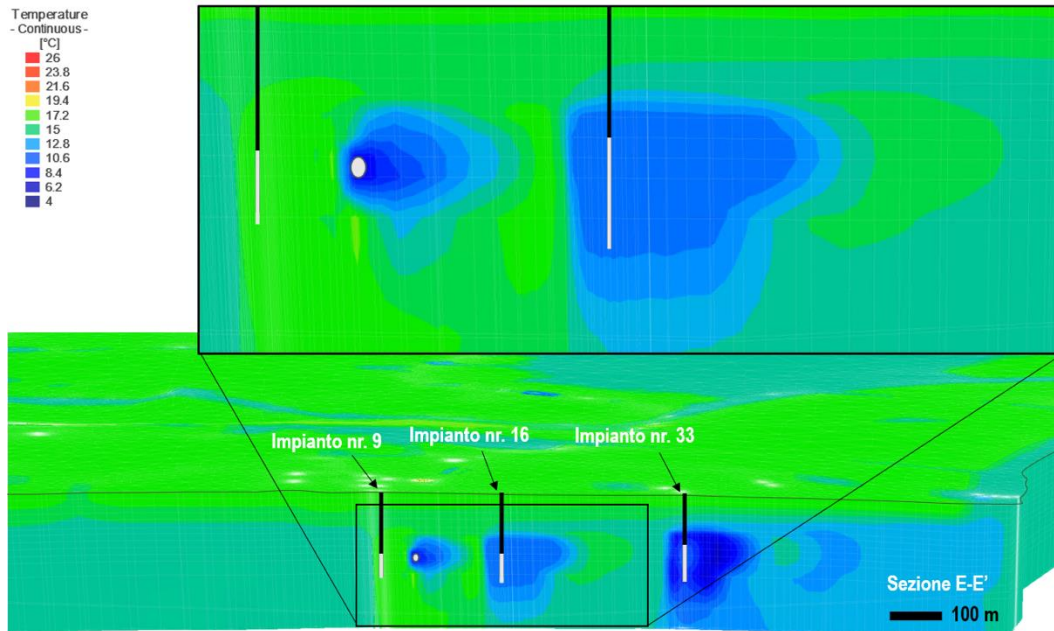 Temperature
- Continuous -
[°C]
26
23.8
21.6
19.4
17.2
15
12.8
10.6
8.4
6.2
4
Impianto nr. 9
Impianto nr. 16
Impianto nr. 33
Sezione E-E'
100 m